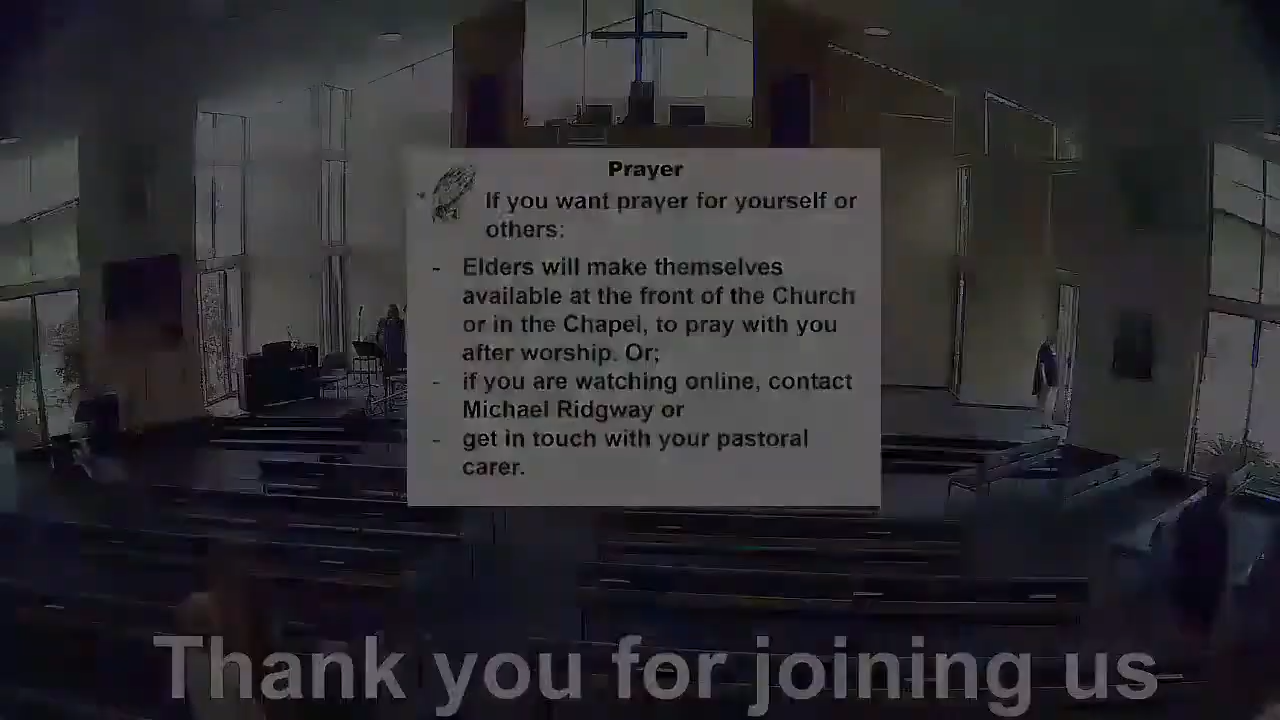 Prayer
If you want prayer for yourself or
others:
- Elders will make themselves
available at the front of the Church
or in the Chapel, to pray with you
after worship. Or;
- if you are watching online, contact
Michael Ridgway or
- get in touch with your pastoral
carer.
Thank you for joining us